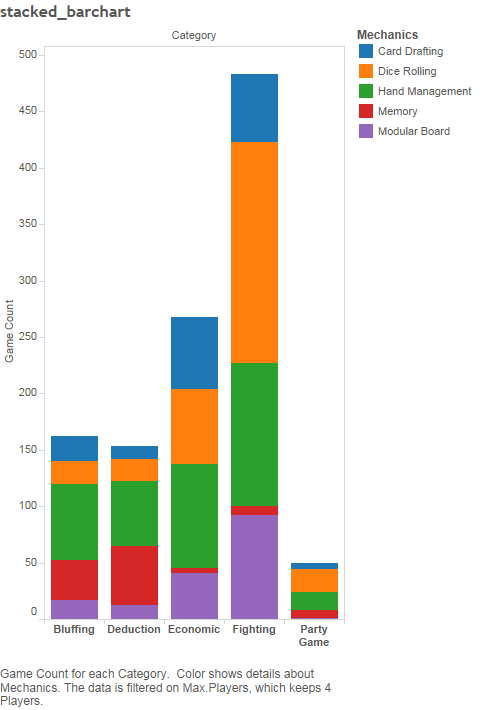 stacked_barchart
Category
Mechanics
Card Drafting
Dice Rolling
Hand Management
Memory
Modular Board
500
450
400
350
300
250
200
150
100
50
0
Game Count
Bluffing Deduction Economic Fighting Party
Game
Game Count for each Category.  Color shows details about
Mechanics. The data is filtered on Max.Players, which keeps 4
Players.